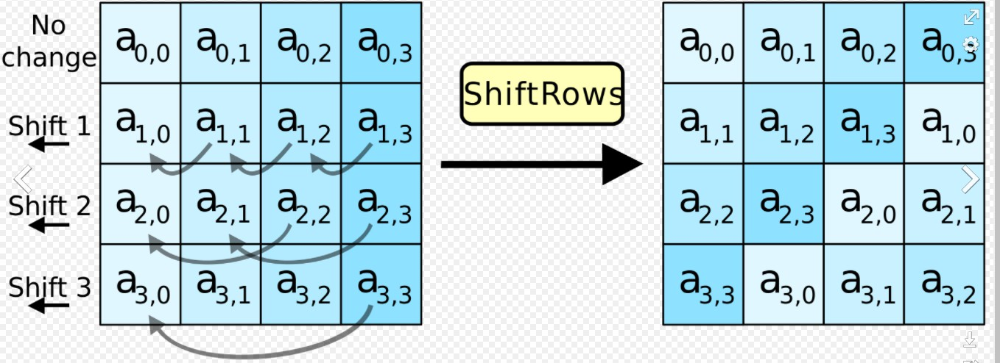 No
change
a0,0 a0,1 a0,2 a0,3
Shift 1
a1,0 a1,1 a1,2 a1,3
Shift 2
a2,0 a2,1 a2,2 a2,3
Shift 3
a3,0 a3,1 a3,2 a3,3
ShiftRows
a0,0 a0,1 a0,2 a0,3
a1,1 a1,2 a1,3 a1,0
a2,2 a2,3 a2,0 a2,1
a3,3 a3,0 a3,1 a3,2